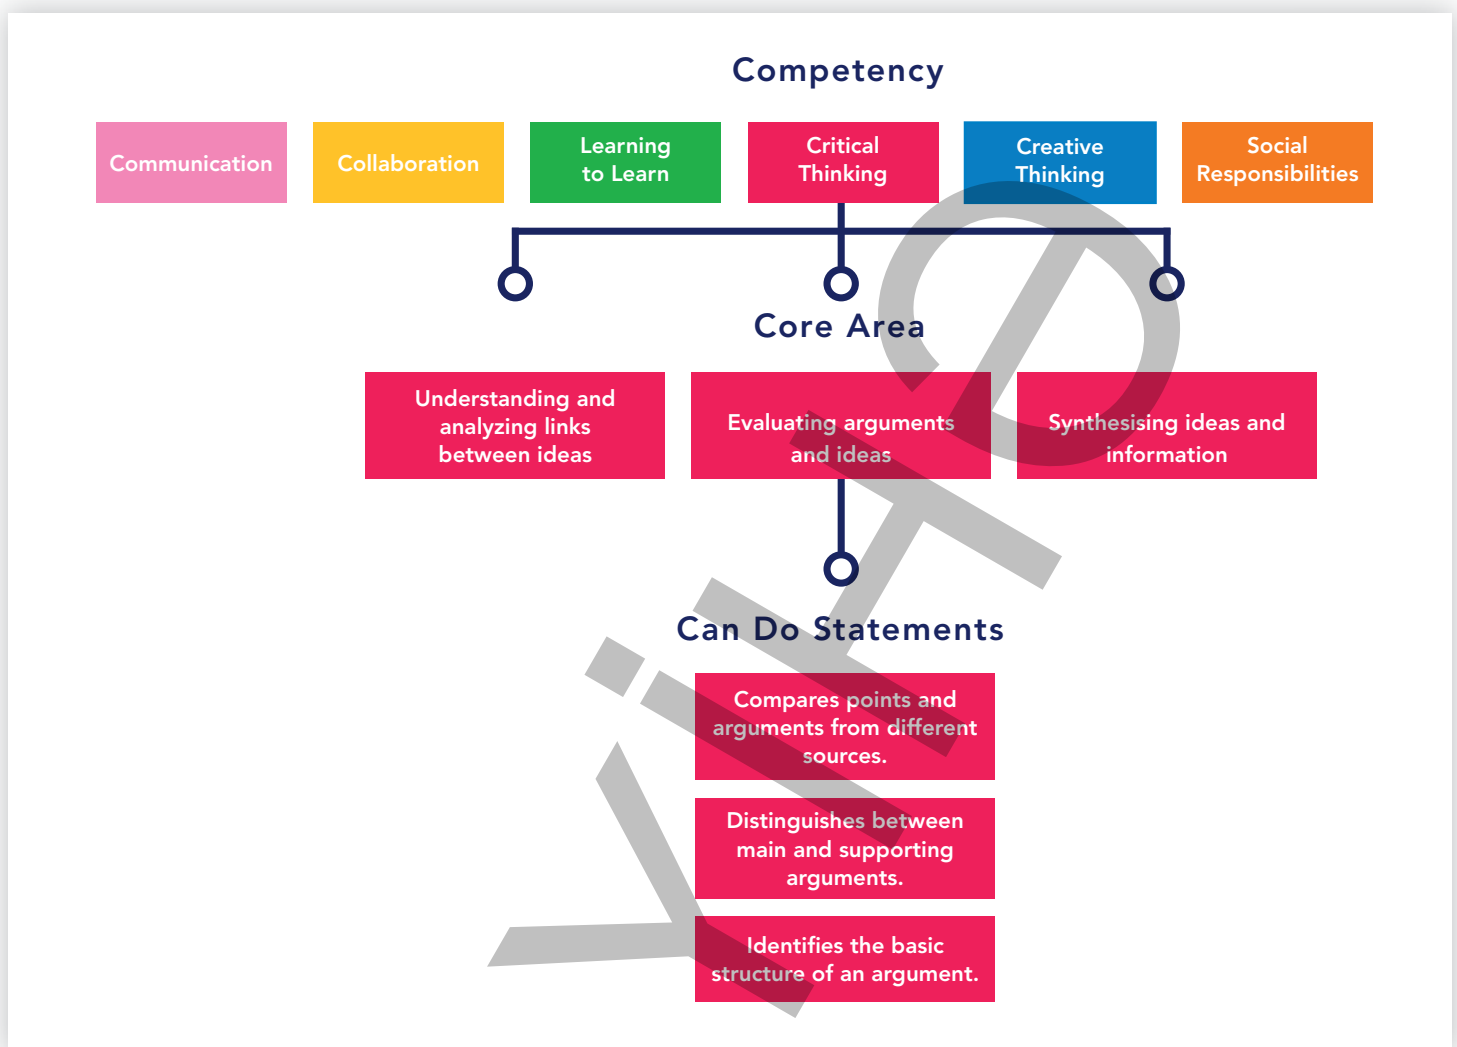 Competency
Communication
Collaboration
Learning
to Learn
Critical
Thinking
Creative
Thinking
Social
Responsibilities
Core Area
Understanding and
analyzing links
between ideas
Evaluating arguments
and ideas
Synthesising ideas and
information
Can Do Statements
Compares points and
arguments from different
sources.
Distinguishes between
main and supporting
arguments.
Identifies the basic
structure of an argument.